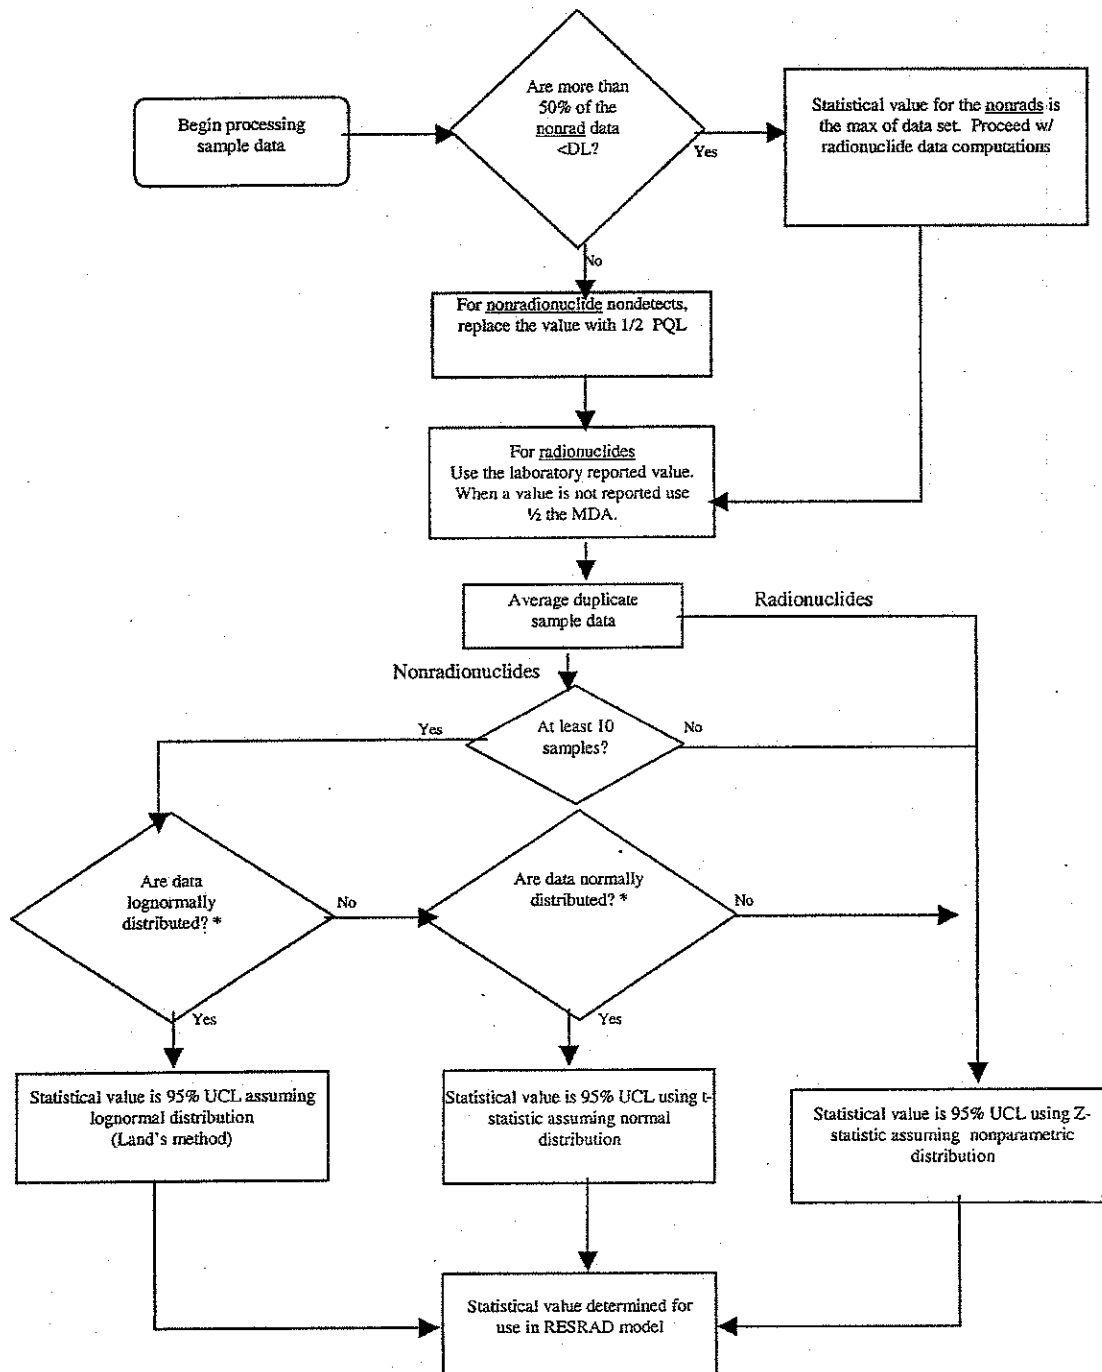 Begin processing
sample data
Are more than
50% of the
nonrad data
<DL?
Yes
Statistical value for the nonrads is
the max of data set. Proceed w/
radionuclide data computations
No
For nonradionuclide nondetects,
replace the value with 1/2 PQL
For radionuclides
Use the laboratory reported value.
When a value is not reported use
½ the MDA.
Average duplicate
sample data
Radionuclides
Nonradionuclides
Yes
At least 10
samples?
No
Are data
lognormally
distributed? *
No
Are data normally
distributed? *
No
Yes
Yes
Statistical value is 95% UCL assuming
lognormal distribution
(Land's method)
Statistical value is 95% UCL using t-
statistic assuming normal
distribution
Statistical value is 95% UCL using Z-
statistic assuming nonparametric
distribution
Statistical value determined for
use in RESRAD model